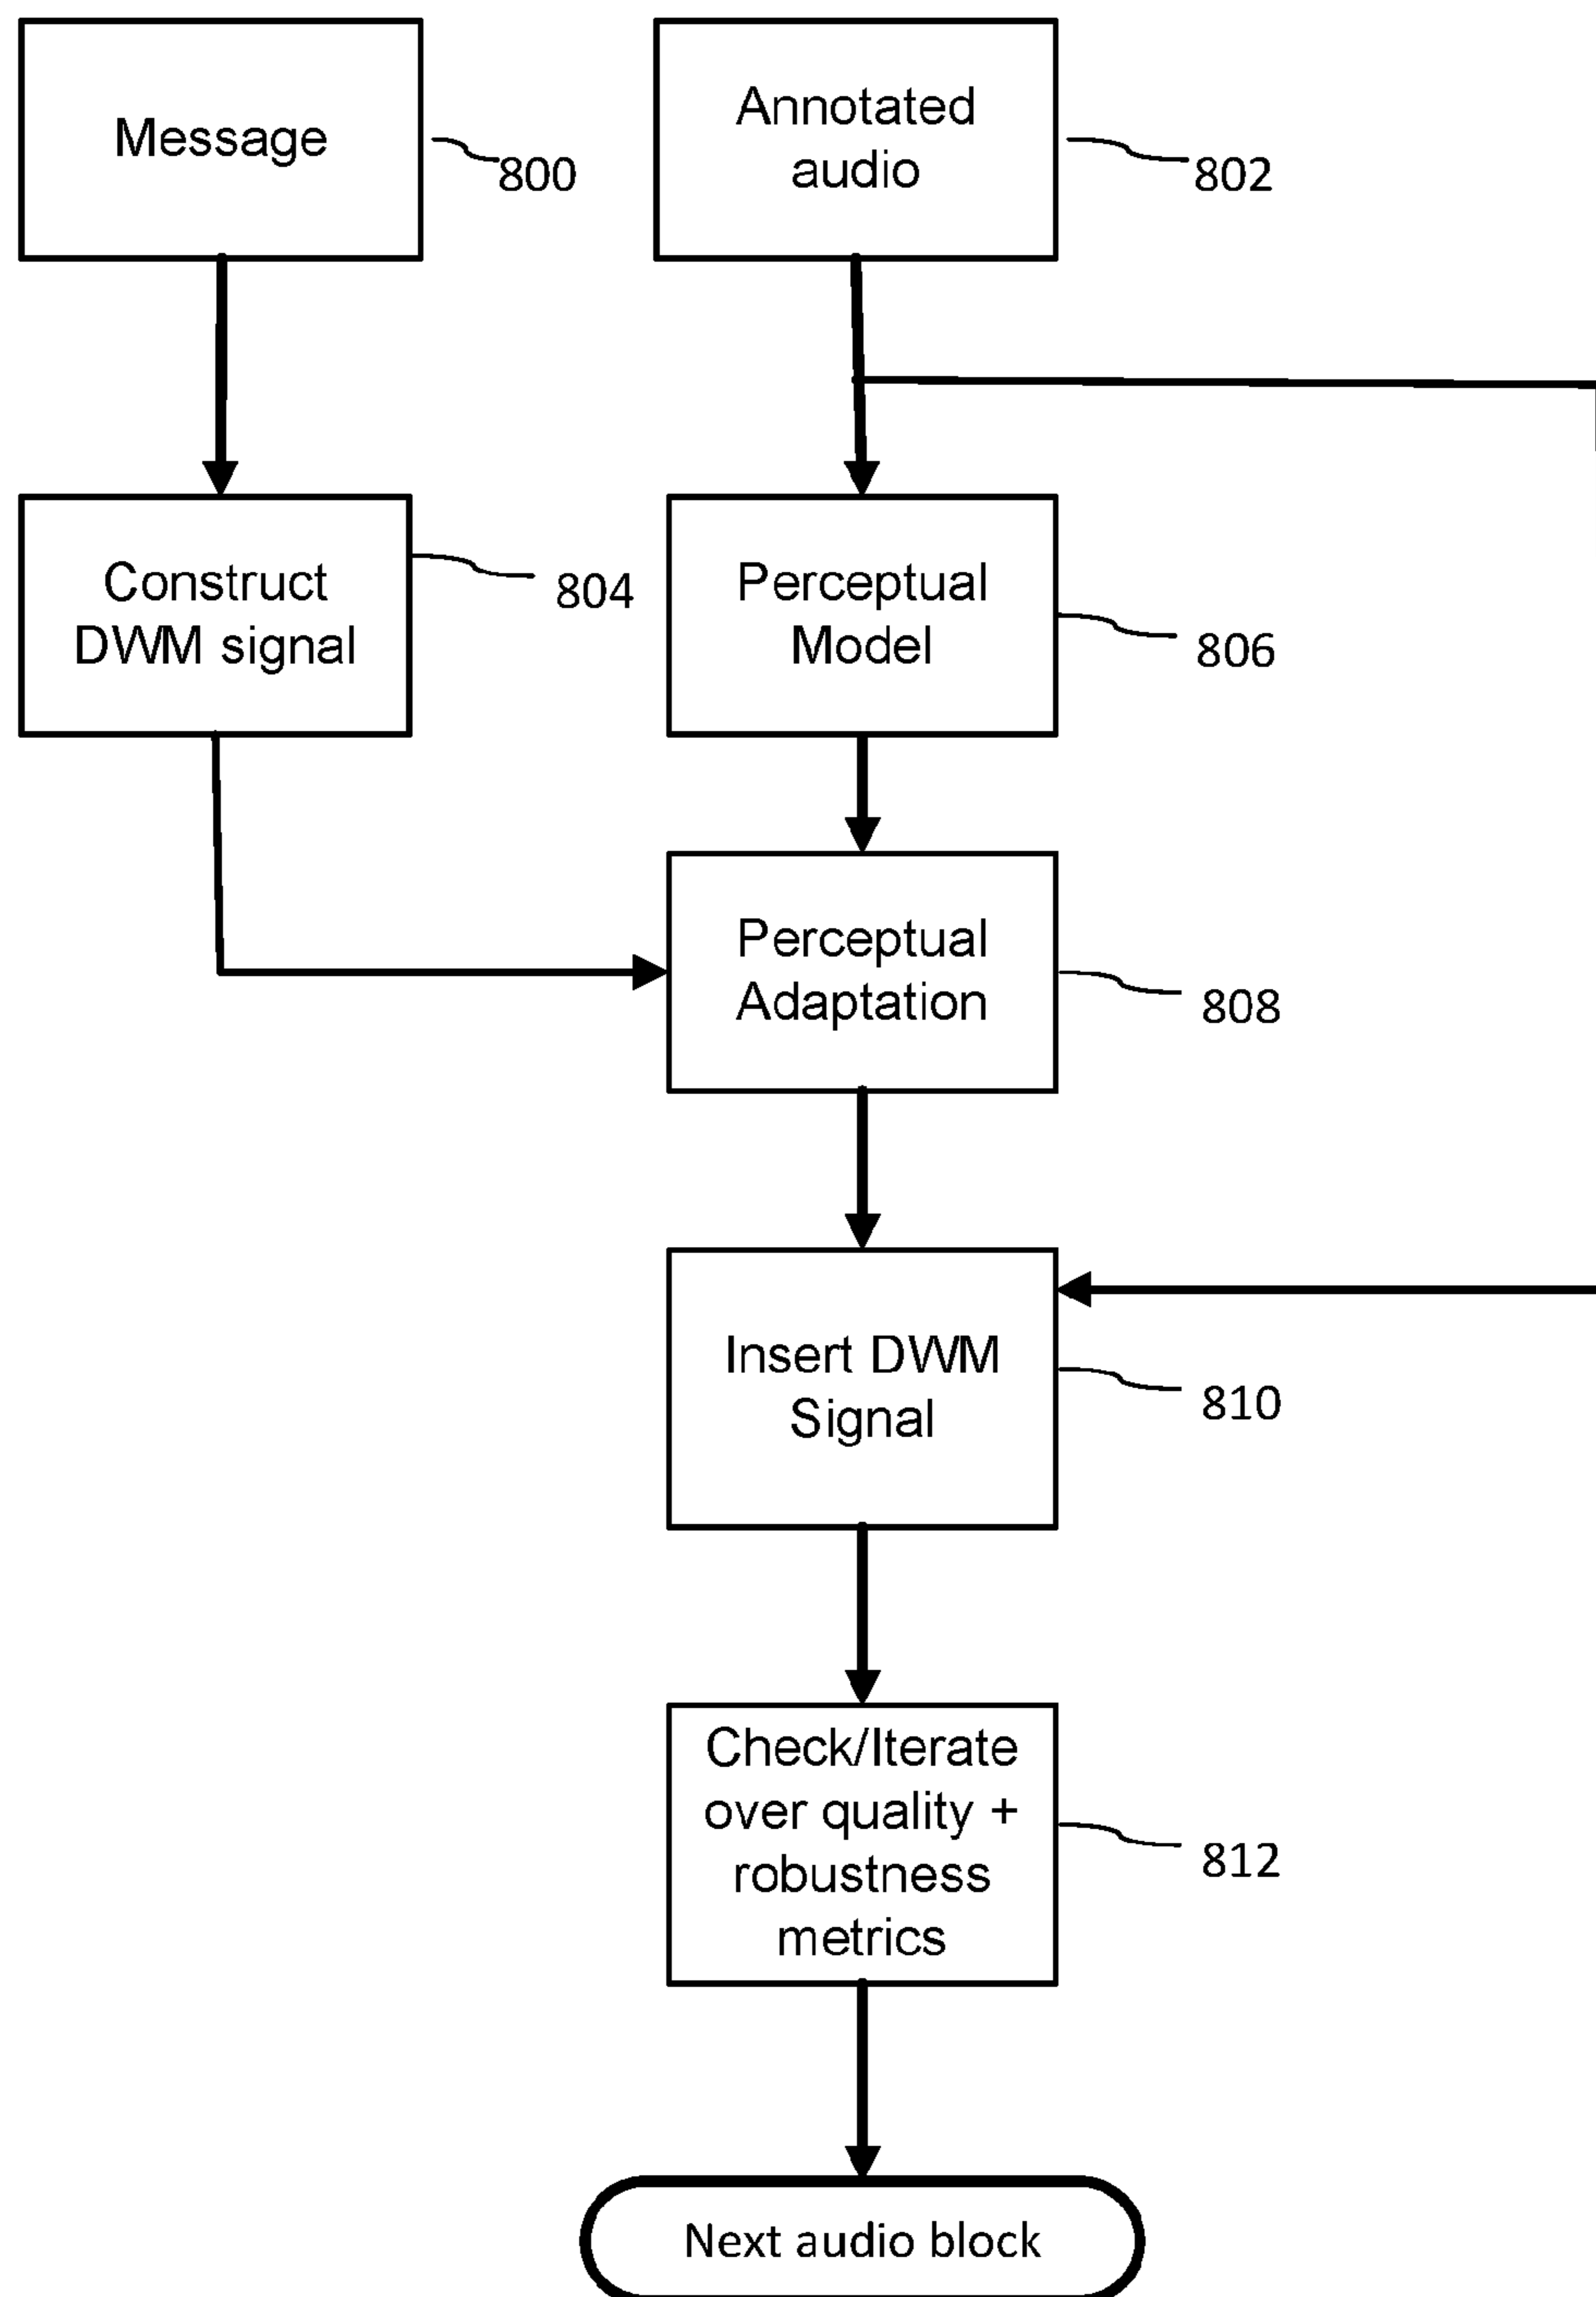 Message
800
Annotated
audio
802
Construct
DWM signal
804
Perceptual
Model
806
Perceptual
Adaptation
808
Insert DWM
Signal
810
Check/Iterate
over quality +
robustness
metrics
812
Next audio block